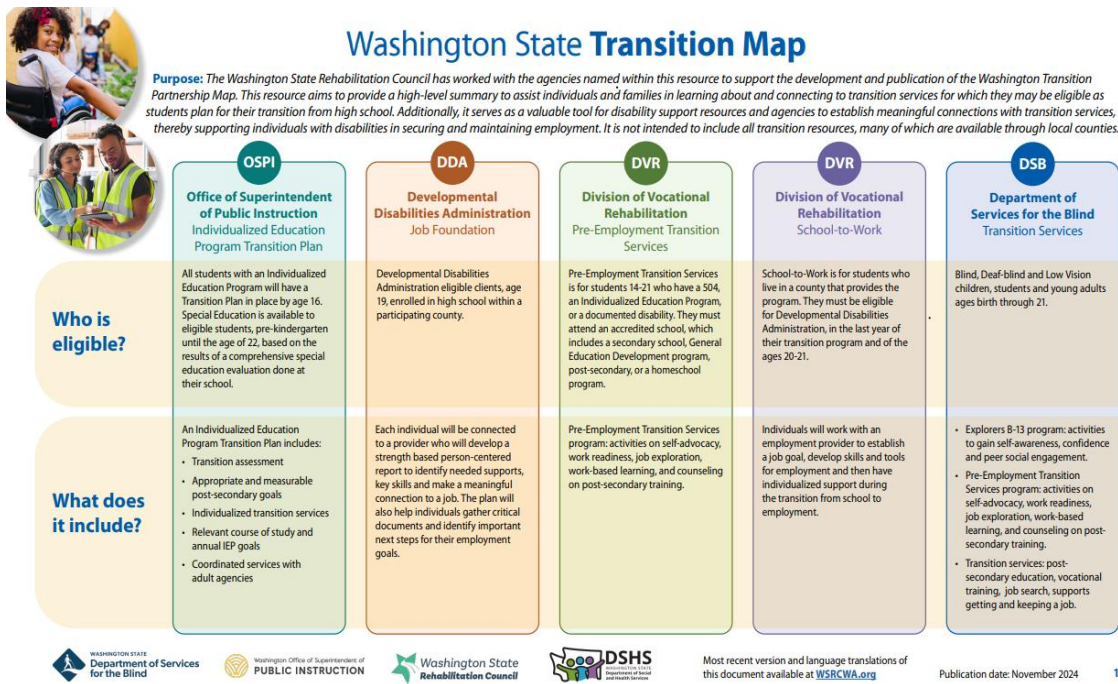 Washington State Transition Map
Purpose: The Washington State Rehabilitation Council has worked with the agencies named within this resource to support the development and publication of the Washington Transition
Partnership Map. This resource aims to provide a high-level summary to assist individuals and families in learning about and connecting to transition services for which they may be eligible as
students plan for their transition from high school. Additionally, it serves as a valuable tool for disability support resources and agencies to establish meaningful connections with transition services,
thereby supporting individuals with disabilities in securing and maintaining employment. It is not intended to include all transition resources, many of which are available through local counties.
OSPI
Office of Superintendent
of Public Instruction
Individualized Education
Program Transition Plan
DDA
Developmental
Disabilities Administration
Job Foundation
DVR
Division of Vocational
Rehabilitation
Pre-Employment Transition
Services
DVR
Division of Vocational
Rehabilitation
School-to-Work
DSB
Department of
Services for the Blind
Transition Services
Who is
eligible?
All students with an Individualized
Education Program will have a
Transition Plan in place by age 16.
Special Education is available to
eligible students, pre-kindergarten
until the age of 22, based on the
results of a comprehensive special
education evaluation done at
their school.
Developmental Disabilities
Administration eligible clients, age
19, enrolled in high school within a
participating county.
Pre-Employment Transition Services
is for students 14-21 who have a 504,
an Individualized Education Program,
or a documented disability. They must
attend an accredited school, which
includes a secondary school, General
Education Development program,
post-secondary, or a homeschool
program.
School-to-Work is for students who
live in a county that provides the
program. They must be eligible
for Developmental Disabilities
Administration, in the last year of
their transition program and of the
ages 20-21.
Blind, Deaf-blind and Low Vision
children, students and young adults
ages birth through 21.
What does
it include?
An Individualized Education
Program Transition Plan includes:
• Transition assessment
• Appropriate and measurable
post-secondary goals
• Individualized transition services
• Relevant course of study and
annual IEP goals
• Coordinated services with
adult agencies
Each individual will be connected
to a provider who will develop a
strength based person-centered
report to identify needed supports,
key skills and make a meaningful
connection to a job. The plan will
also help individuals gather critical
documents and identify important
next steps for their employment
goals.
Pre-Employment Transition Services
program: activities on self-advocacy,
work readiness, job exploration,
work-based learning, and counseling
on post-secondary training.
Individuals will work with an
employment provider to establish
a job goal, develop skills and tools
for employment and then have
individualized support during
the transition from school to
employment.
• Explorers B-13 program: activities
to gain self-awareness, confidence
and peer social engagement.
• Pre-Employment Transition
Services program: activities on
self-advocacy, work readiness,
job exploration, work-based
learning, and counseling on post-
secondary training.
• Transition services: post-
secondary education, vocational
training, job search, supports
getting and keeping a job.
WASHINGTON STATE
Department of Services
for the Blind
Washington Office of Superintendent of
PUBLIC INSTRUCTION
Washington State
Rehabilitation Council
DSHS
Washington State
Department of Social
and Health Services
Most recent version and language translations of
this document available at WSRCWA.org
Publication date: November 2024
1